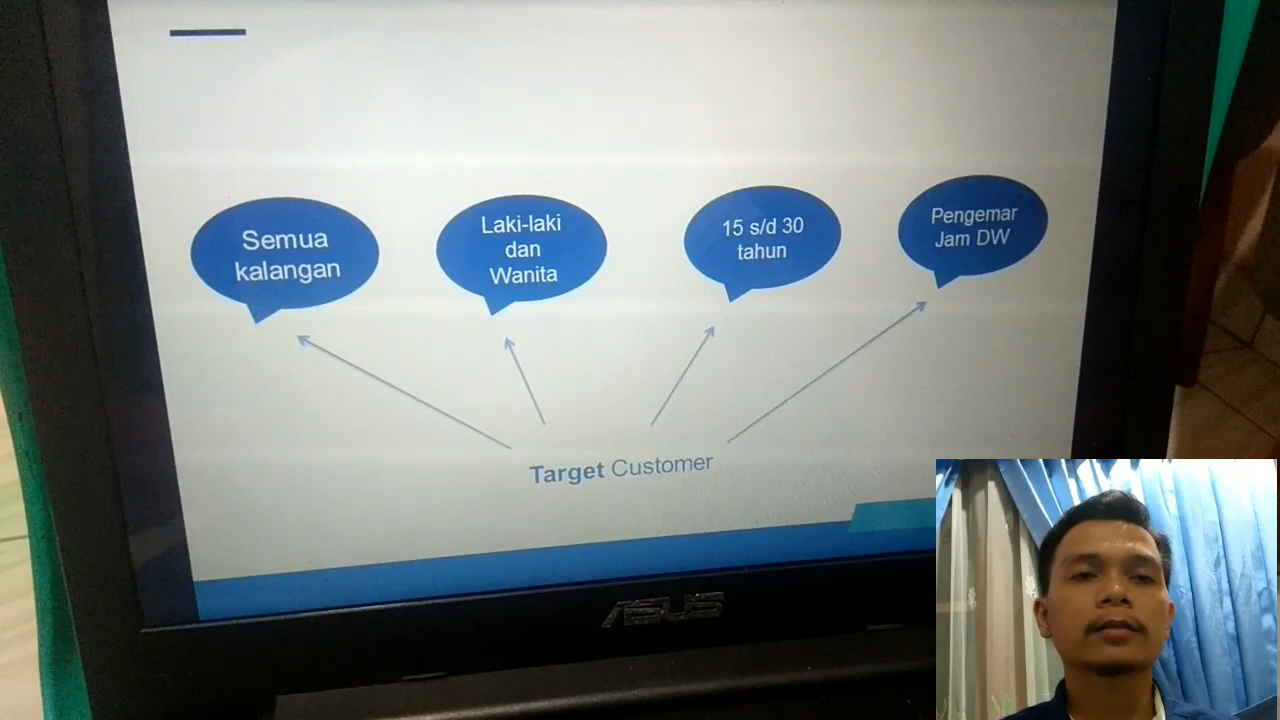 Semua
kalangan
Laki-laki
dan
Wanita
15 s/d 30
tahun
Pengemar
Jam DW
Target Customer
ASUS